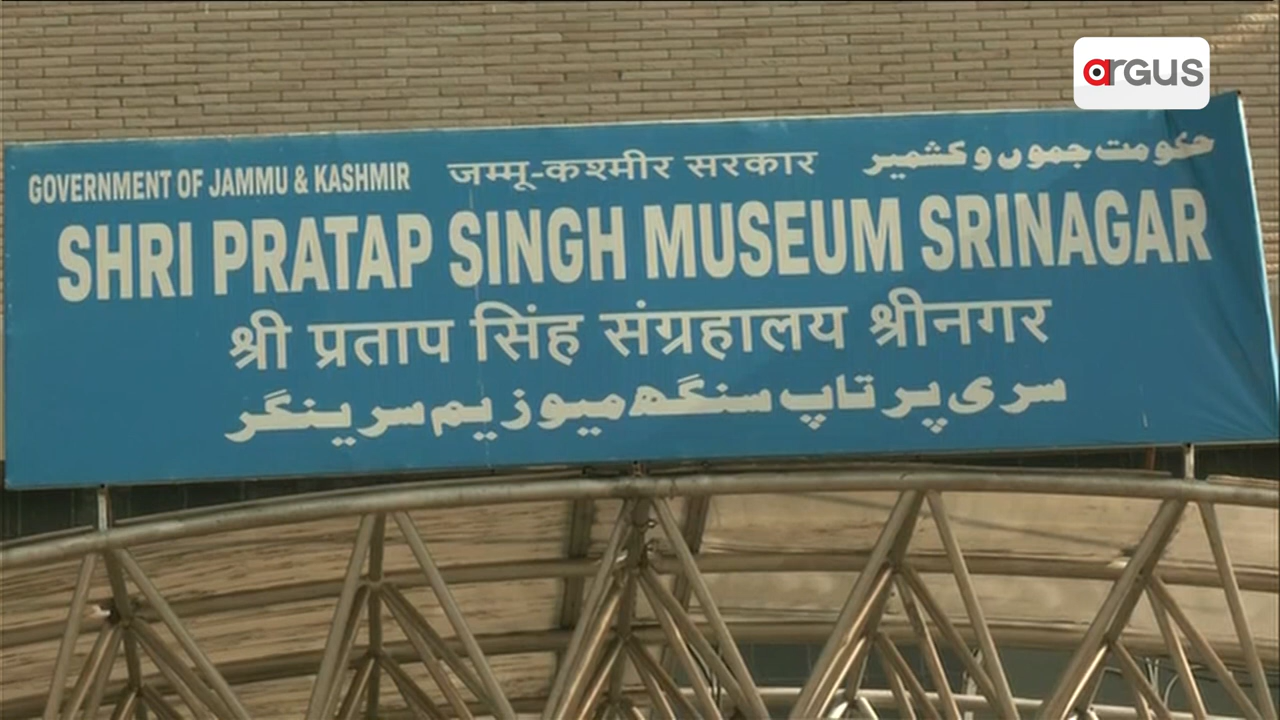 argus
GOVERNMENT OF JAMMU & KASHMIR जम्मू-कश्मीर सरकार حکومت جموں و کشمیر
SHRI PRATAP SINGH MUSEUM SRINAGAR
श्री प्रताप सिंह संग्रहालय श्रीनगर
سری پرتاپ سنگھ میوزیم سرینگر